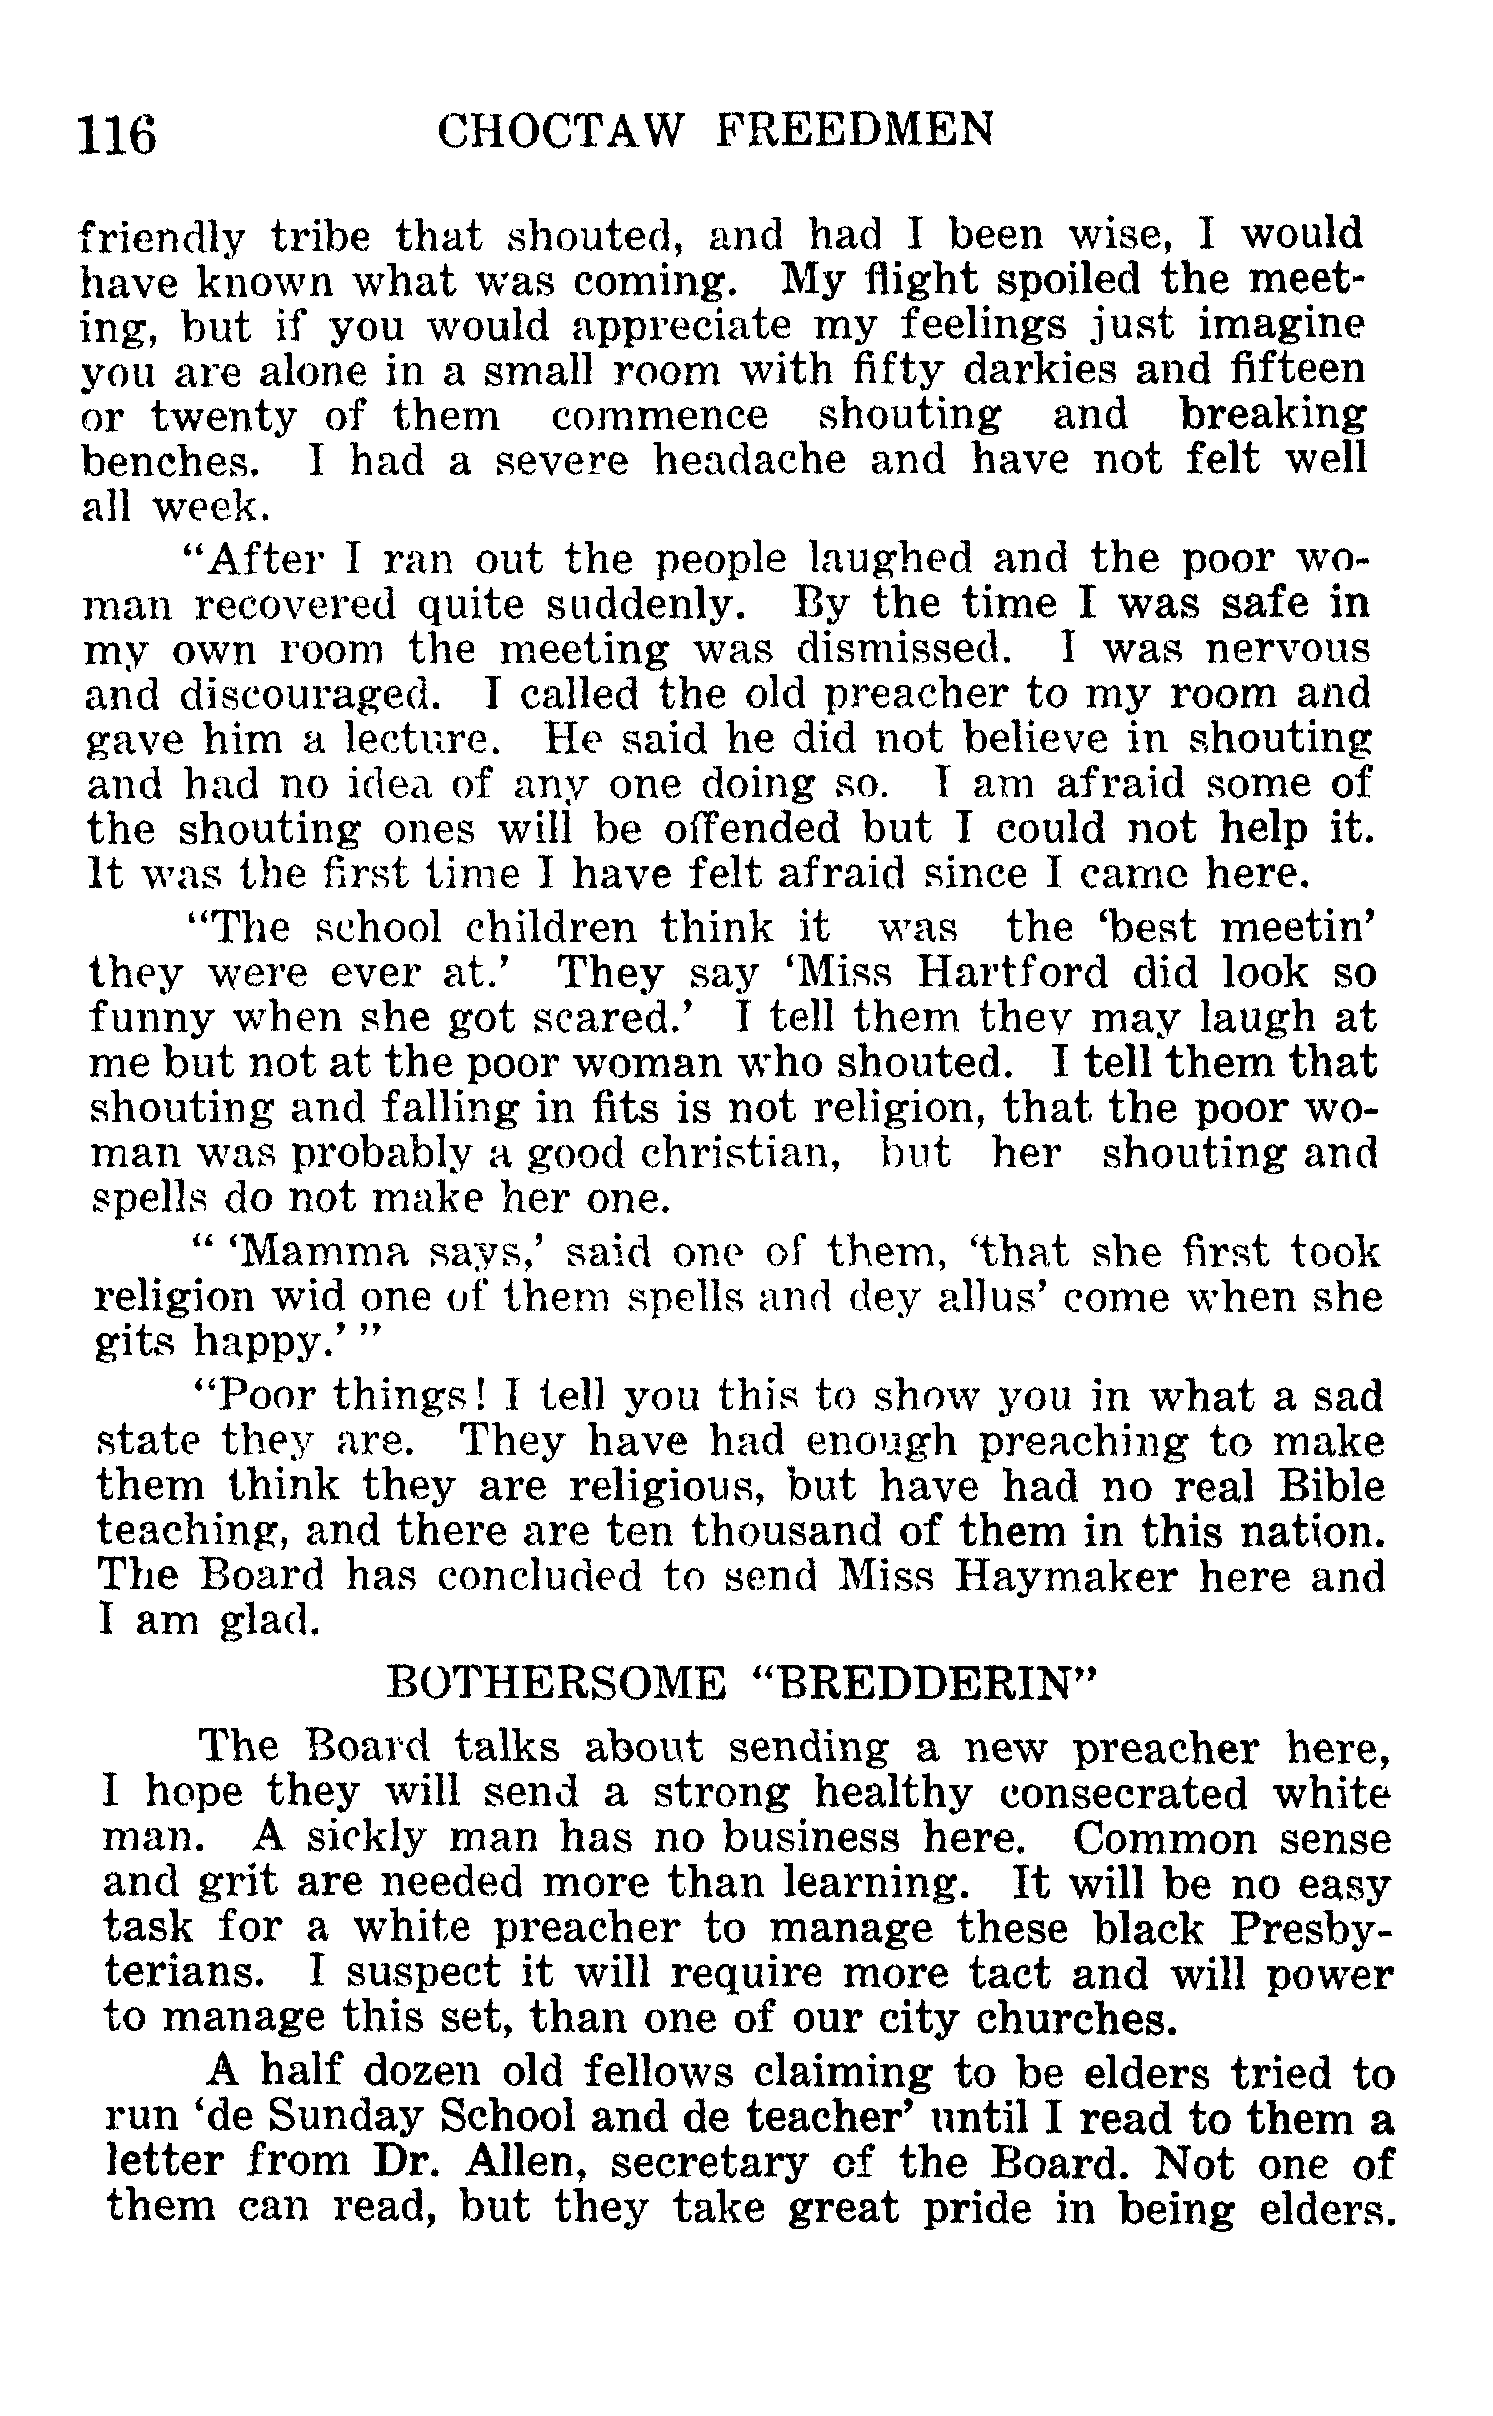 116 CHOCTAW FREEDMEN
friendly tribe that shouted, and had I been wise, I would
have known what was coming. My flight spoiled the meet-
ing, but if you would appreciate my feelings just imagine
you are alone in a small room with fifty darkies and fifteen
or twenty of them commence shouting and breaking
benches. I had a severe headache and have not felt well
all week.
"After I ran out the people laughed and the poor wo-
man recovered quite suddenly. By the time I was safe in
my own room the meeting was dismissed. I was nervous
and discouraged. I called the old preacher to my room and
gave him a lecture. He said he did not believe in shouting
and had no idea of any one doing so. I am afraid some of
the shouting ones will be offended but I could not help it.
It was the first time I have felt afraid since I came here.
"The school children think it was the 'best meetin'
they were ever at.' They say 'Miss Hartford did look so
funny when she got scared.' I tell them they may laugh at
me but not at the poor woman who shouted. I tell them that
shouting and falling in fits is not religion, that the poor wo-
man was probably a good christian, but her shouting and
spells do not make her one.
" 'Mamma says,' said one of them, 'that she first took
religion wid one of them spells and dey allus' come when she
gits happy.' "
"Poor things! I tell you this to show you in what a sad
state they are. They have had enough preaching to make
them think they are religious, but have had no real Bible
teaching, and there are ten thousand of them in this nation.
The Board has concluded to send Miss Haymaker here and
I am glad.
BOTHERSOME "BREDDERIN"
The Board talks about sending a new preacher here,
I hope they will send a strong healthy consecrated white
man. A sickly man has no business here. Common sense
and grit are needed more than learning. It will be no easy
task for a white preacher to manage these black Presby-
terians. I suspect it will require more tact and will power
to manage this set, than one of our city churches.
A half dozen old fellows claiming to be elders tried to
run 'de Sunday School and de teacher' until I read to them a
letter from Dr. Allen, secretary of the Board. Not one of
them can read, but they take great pride in being elders.